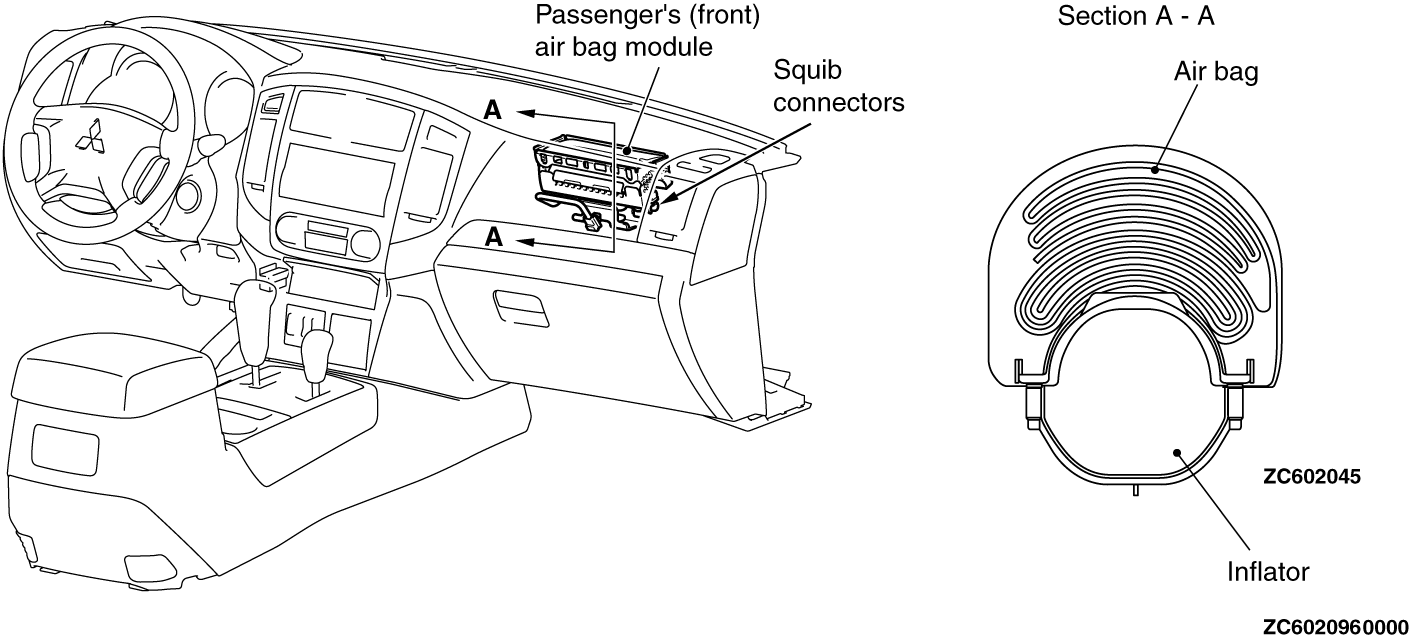 Passenger's (front)
air bag module
Squib
connectors
A
A
Section A - A
Air bag
Inflator
ZC602045
ZC6020960000